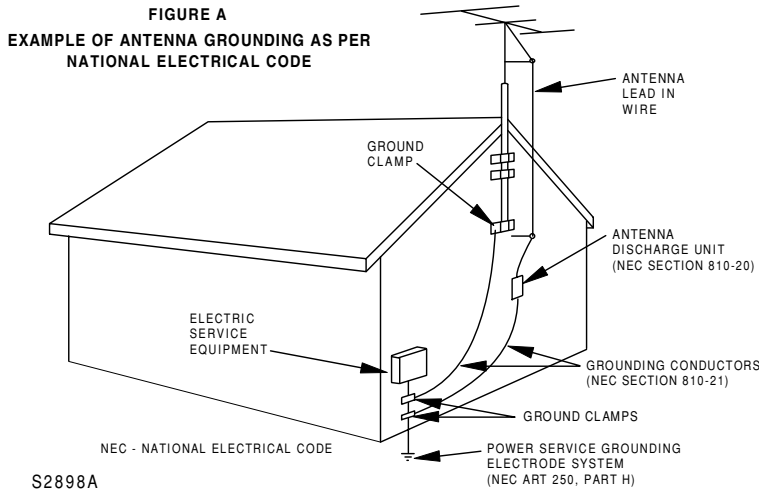 FIGURE A
EXAMPLE OF ANTENNA GROUNDING AS PER
NATIONAL ELECTRICAL CODE
ANTENNA
LEAD IN
WIRE
GROUND
CLAMP
ANTENNA
DISCHARGE UNIT
(NEC SECTION 810-20)
ELECTRIC
SERVICE
EQUIPMENT
GROUNDING CONDUCTORS
(NEC SECTION 810-21)
GROUND CLAMPS
NEC - NATIONAL ELECTRICAL CODE
POWER SERVICE GROUNDING
ELECTRODE SYSTEM
(NEC ART 250, PART H)
S2898A